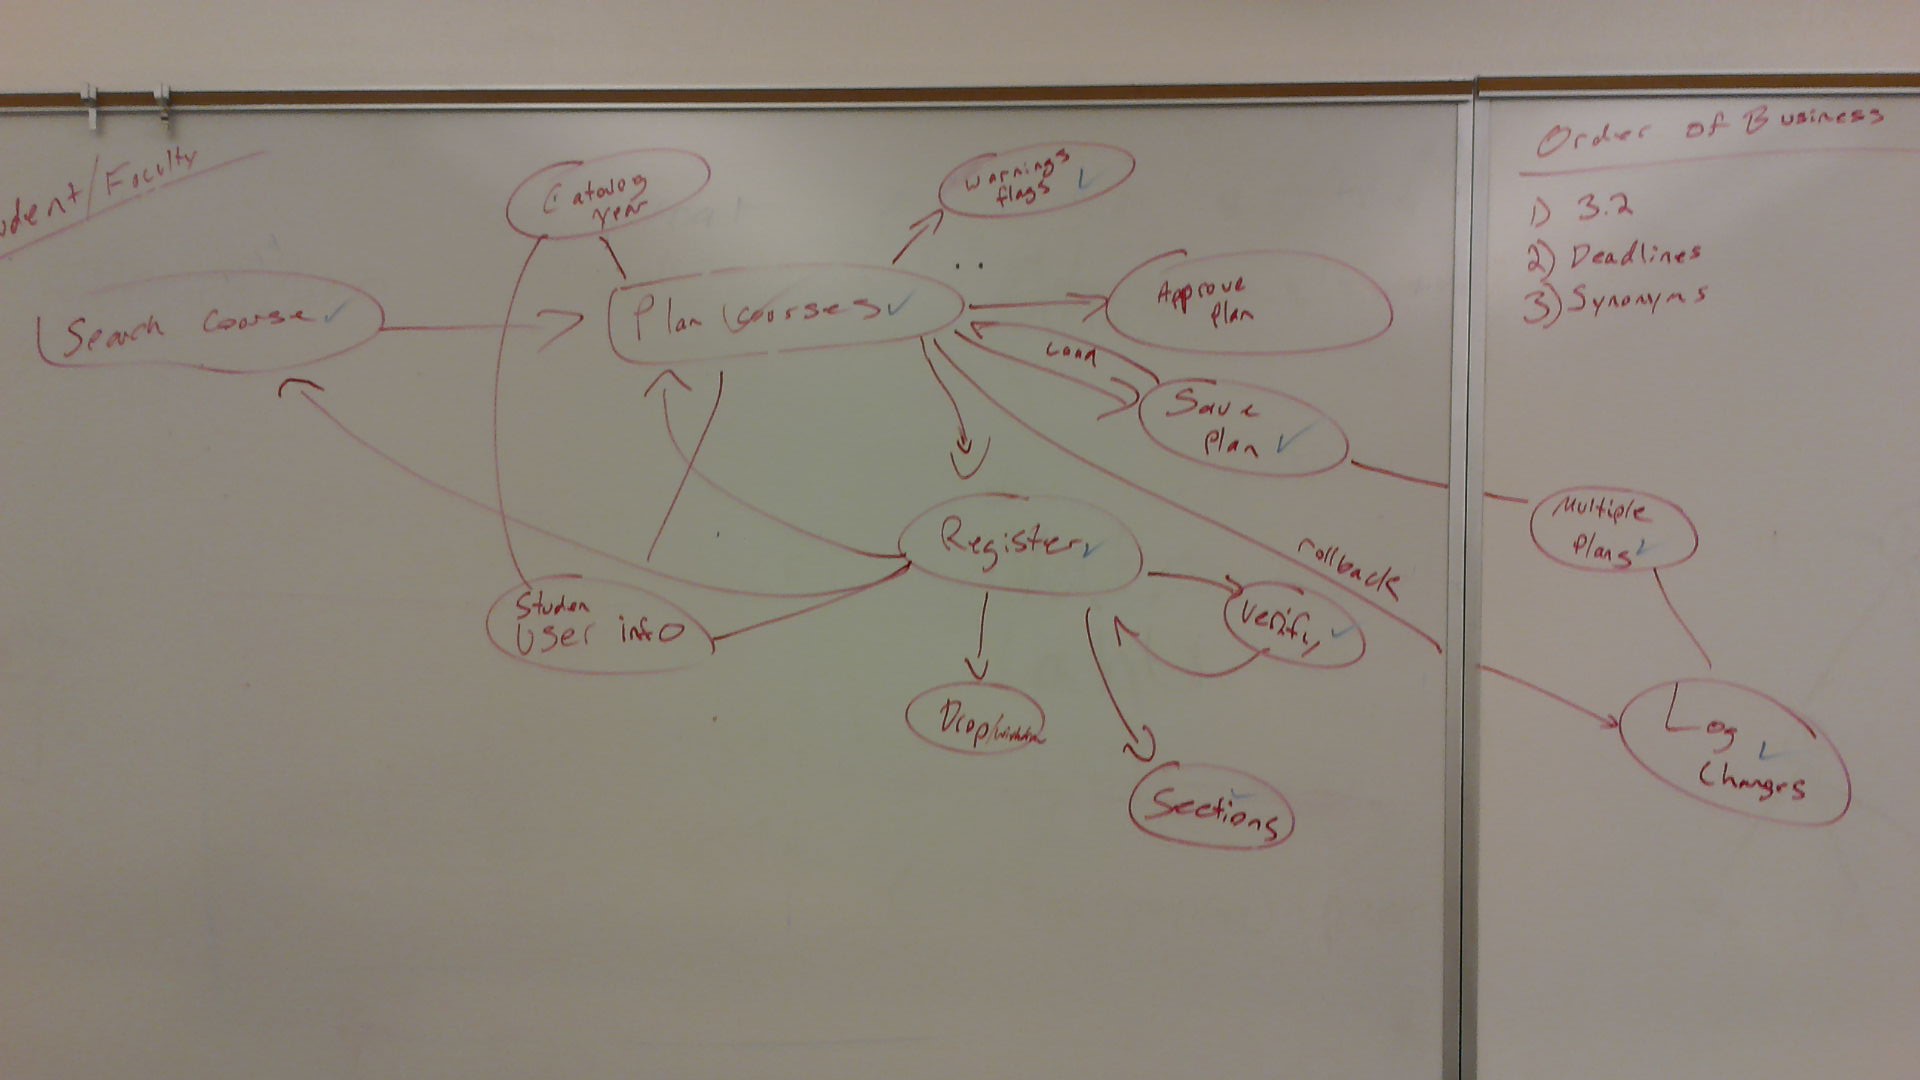 udent/Faculty
Catalog
year
Warnings
flags
Search Course
Plan Courses
Approve
Plan
Load
Save
Plan
Register
rollback
Multiple
Plans
Studen
User info
Verify
Drop/
Sections
Log
Changes
Order of Business
1) 3.2
2) Deadlines
3) Synonyms